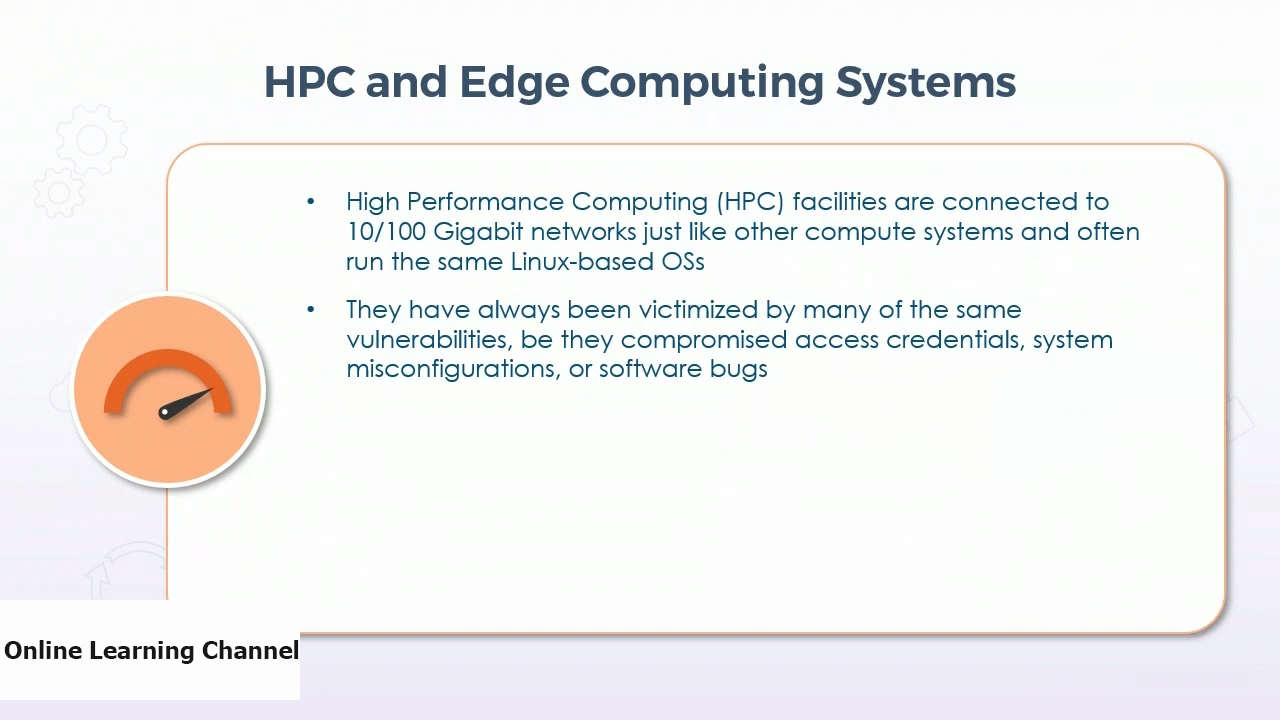 HPC and Edge Computing Systems
• High Performance Computing (HPC) facilities are connected to
10/100 Gigabit networks just like other compute systems and often
run the same Linux-based OSs
• They have always been victimized by many of the same
vulnerabilities, be they compromised access credentials, system
misconfigurations, or software bugs
Online Learning Channel